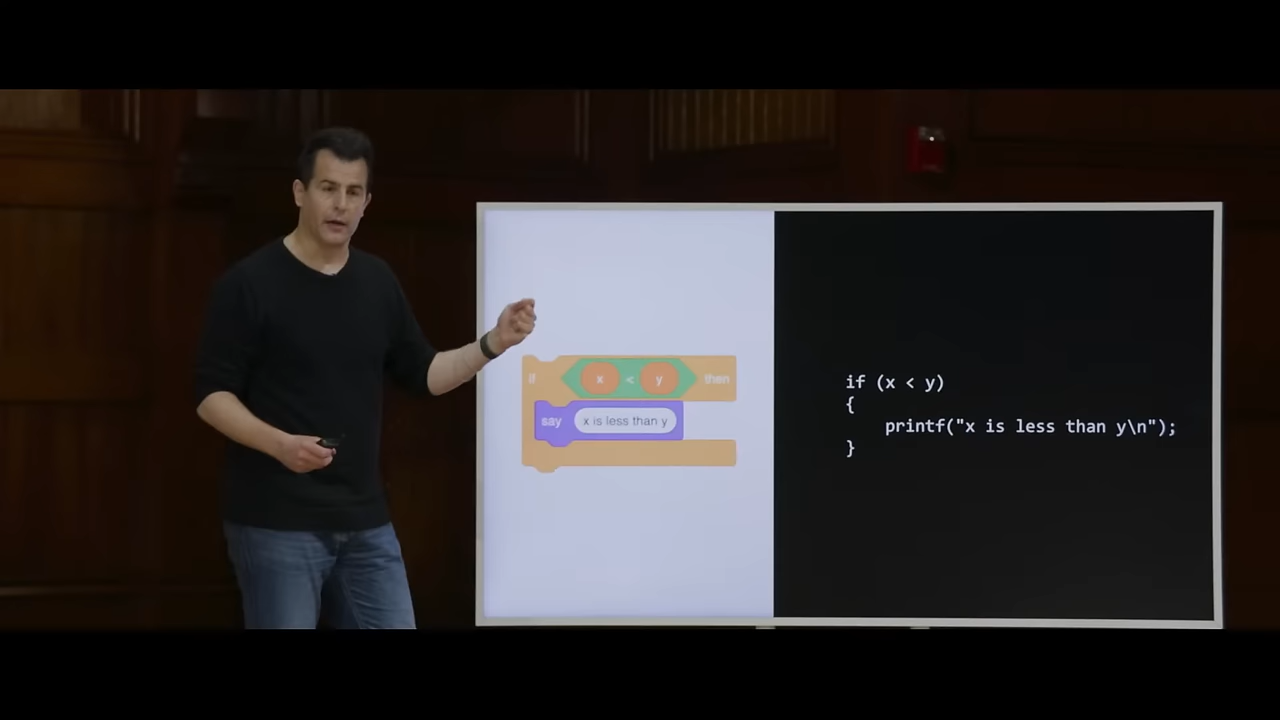 if x < y then
say x is less than y
if (x < y)
{
printf("x is less than y\n");
}